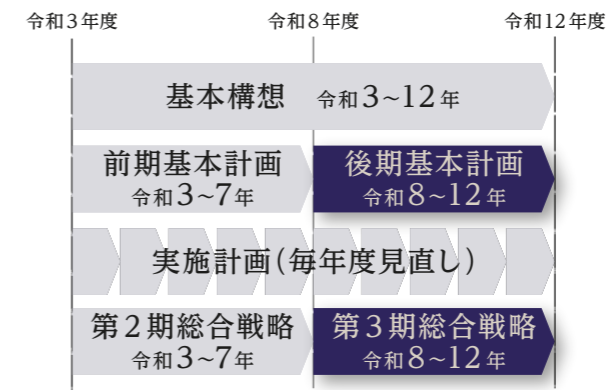 令和3年度
令和8年度
令和12年度
基本構想 令和3~12年
前期基本計画
令和3~7年
後期基本計画
令和8~12年
実施計画(毎年度見直し)
第2期総合戦略
令和3~7年
第3期総合戦略
令和8~12年